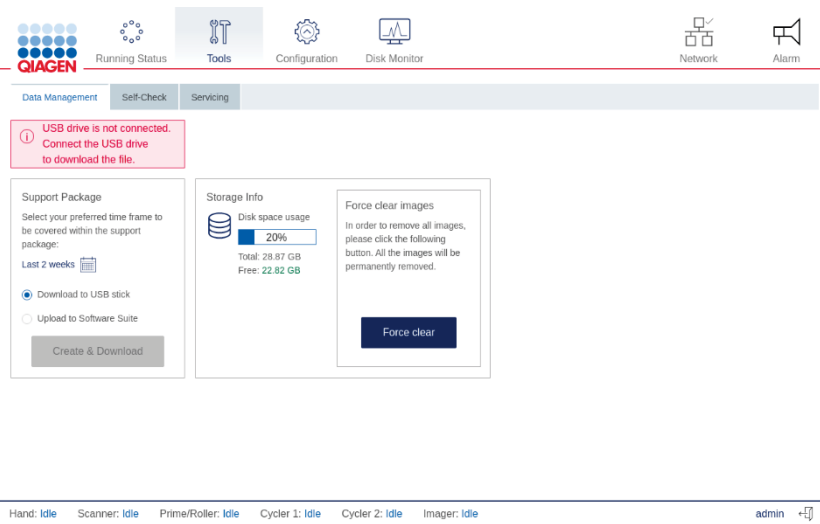 QIAGEN
Running Status
Tools
Configuration
Disk Monitor
Network
Alarm
Data Management
Self-Check
Servicing
USB drive is not connected.
Connect the USB drive
to download the file.
Support Package
Select your preferred time frame to
be covered within the support
package:
Last 2 weeks
Download to USB stick
Upload to Software Suite
Create & Download
Storage Info
Disk space usage
20%
Total: 28.87 GB
Free: 22.82 GB
Force clear images
In order to remove all images,
please click the following
button. All the images will be
permanently removed.
Force clear
Hand: Idle
Scanner: Idle
Prime/Roller: Idle
Cycler 1: Idle
Cycler 2: Idle
Imager: Idle
admin